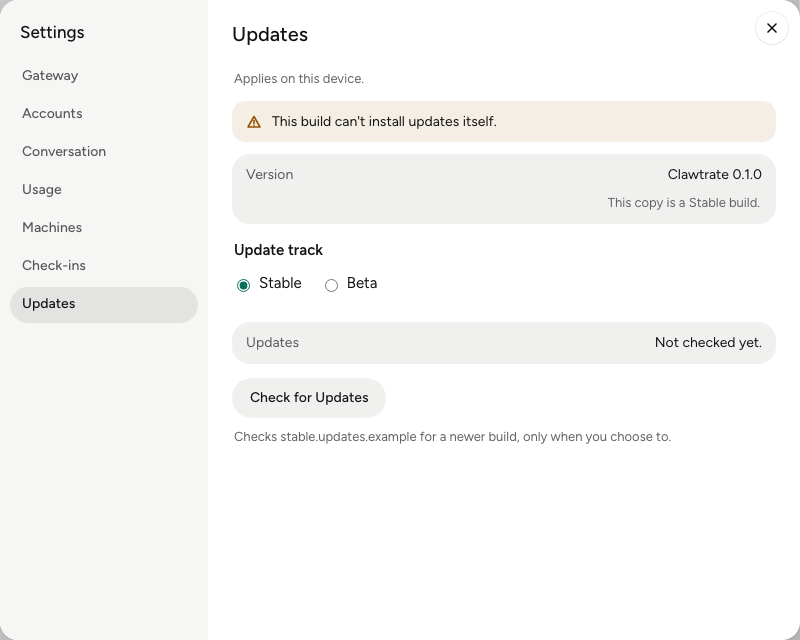 Settings
Gateway
Accounts
Conversation
Usage
Machines
Check-ins
Updates
Updates
Applies on this device.
This build can't install updates itself.
Version
Clawtrate 0.1.0
This copy is a Stable build.
Update track
Stable
Beta
Updates
Not checked yet.
Check for Updates
Checks stable.updates.example for a newer build, only when you choose to.